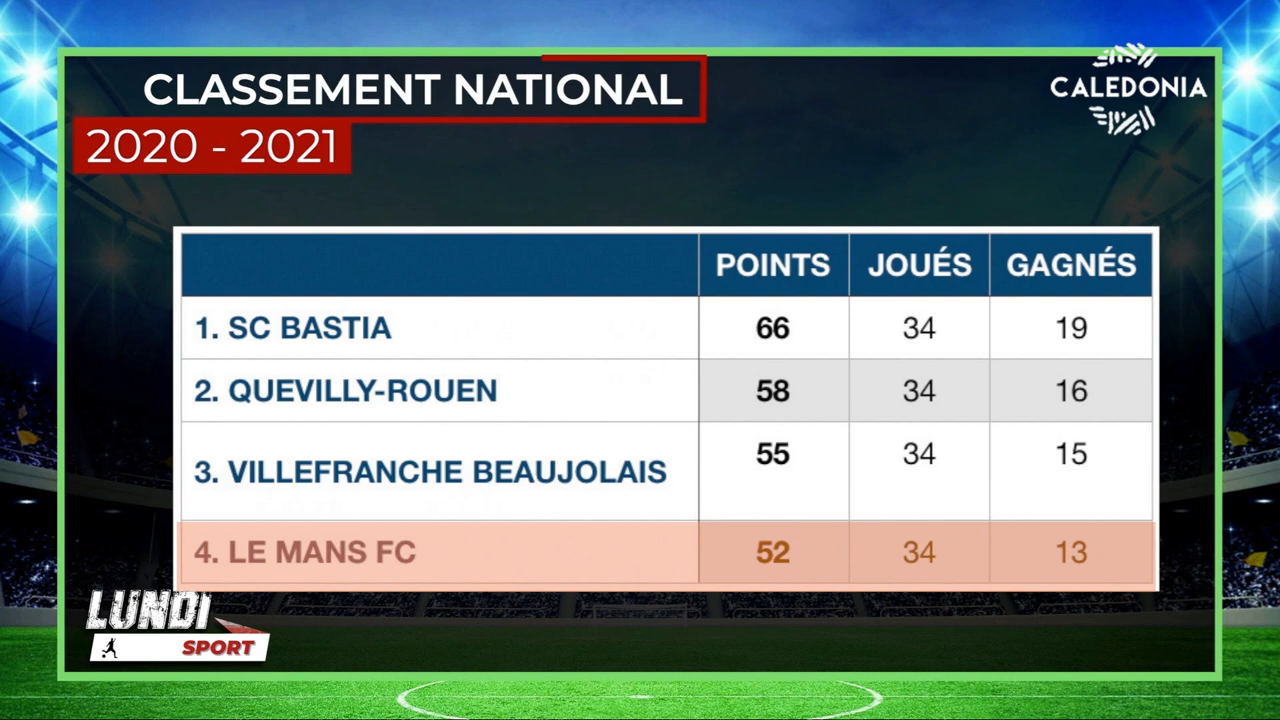 CLASSEMENT NATIONAL
CALEDONIA
2020 - 2021
POINTS JOUÉS GAGNÉS
1. SC BASTIA 66 34 19
2. QUEVILLY-ROUEN 58 34 16
3. VILLEFRANCHE BEAUJOLAIS 55 34 15
4. LE MANS FC 52 34 13
LUNDI
SPORT